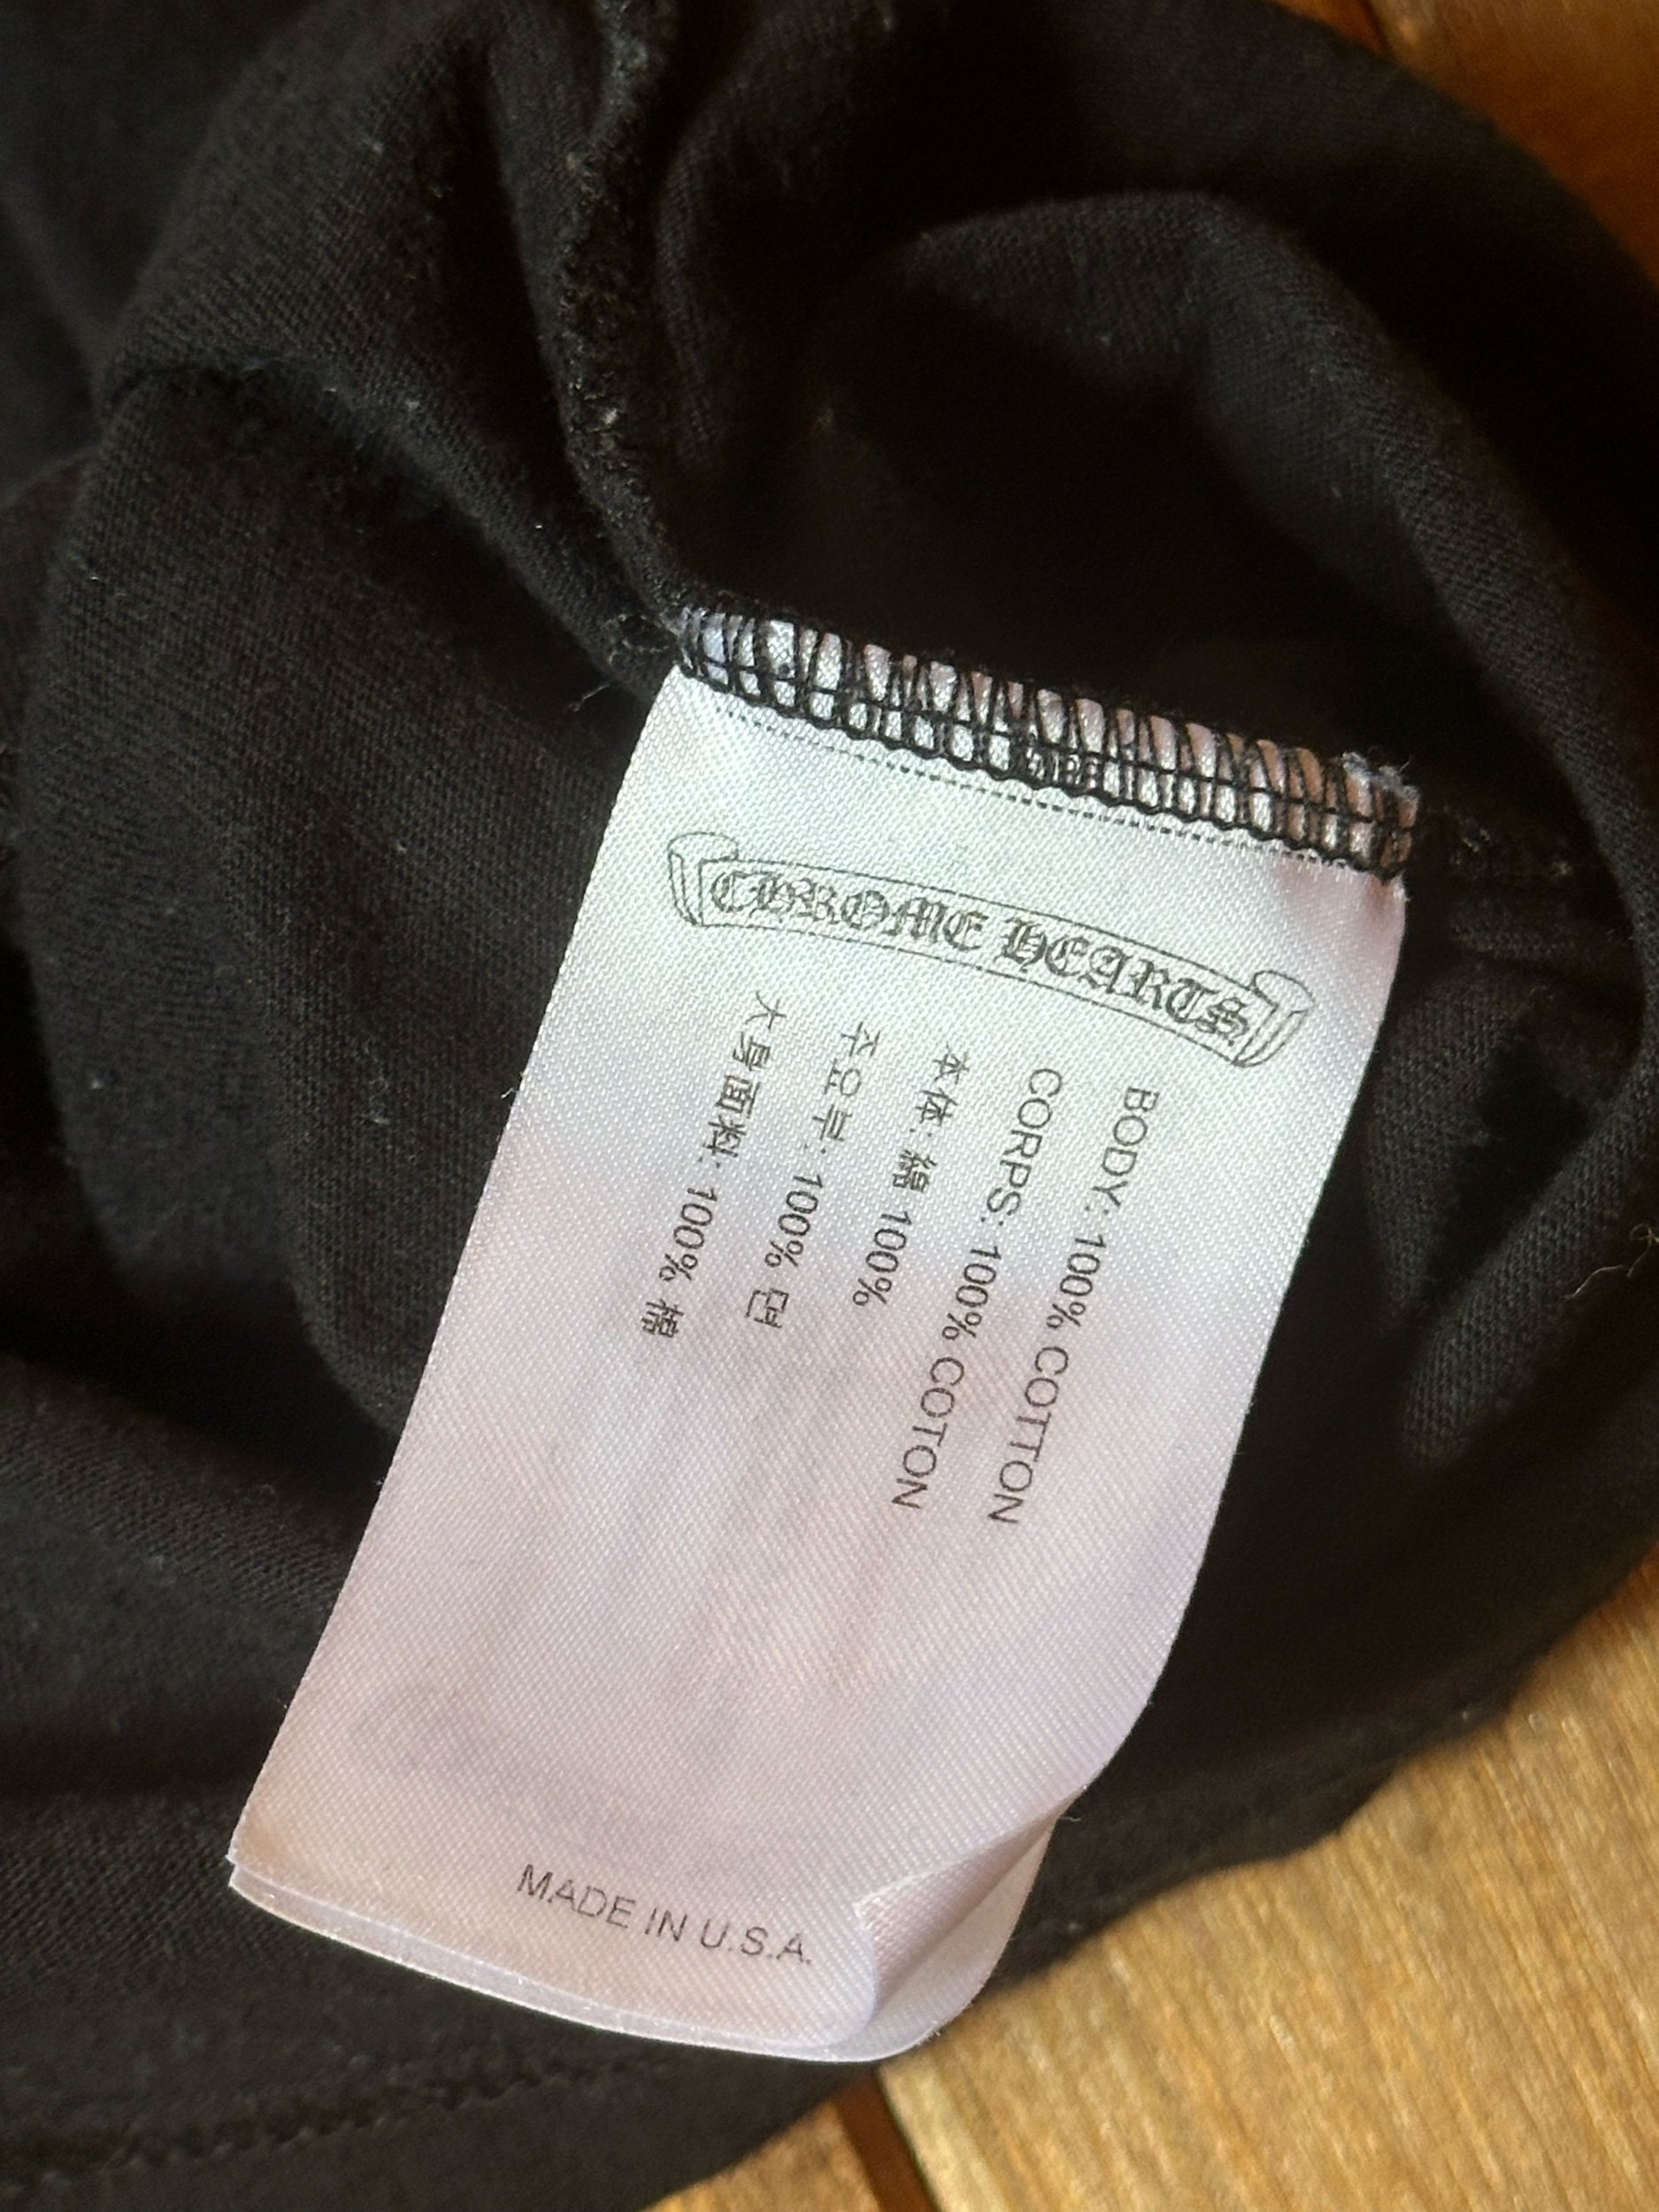 CHROME HEARTS
BODY: 100% COTTON
CORPS: 100% COTON
本体: 綿 100%
주요부: 100% 면
大身面料: 100% 棉
MADE IN U.S.A.